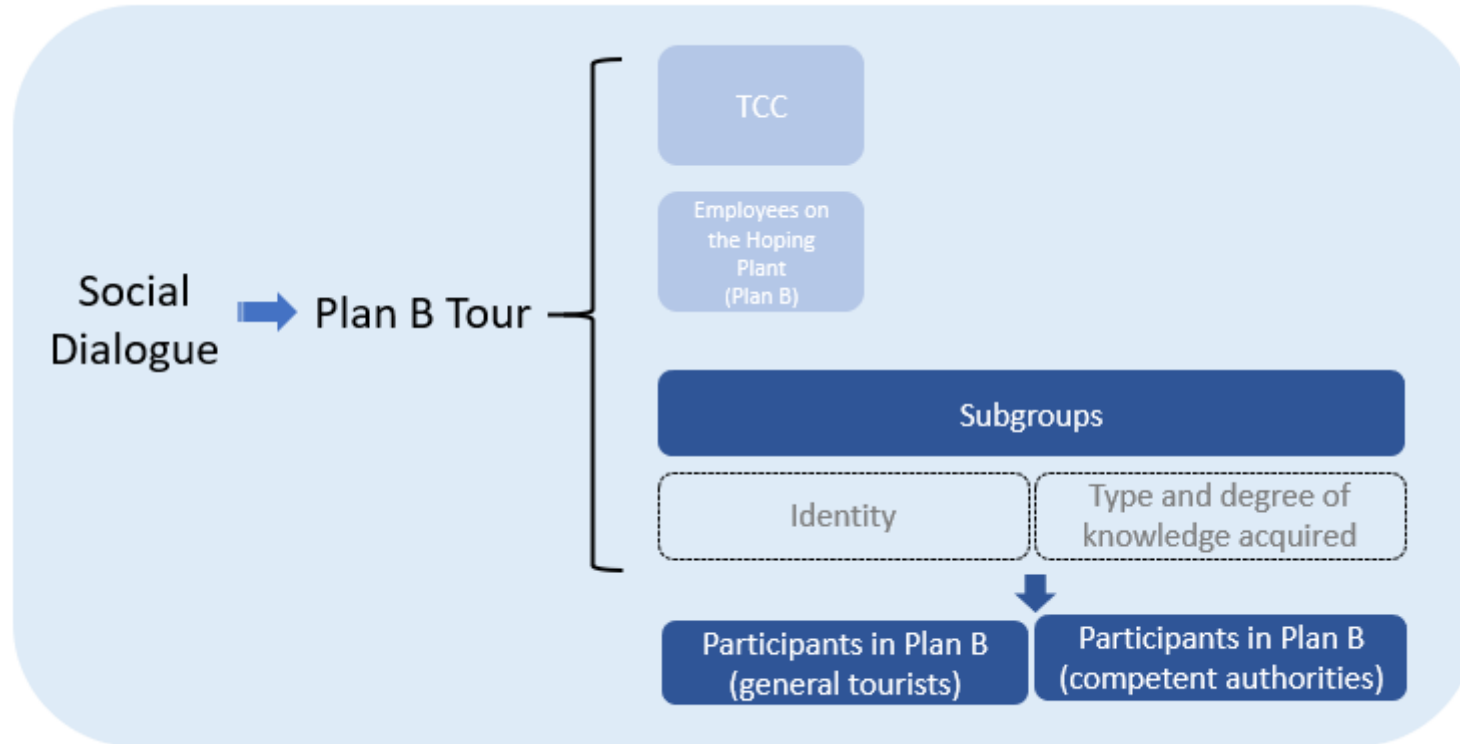 Social
Dialogue
Plan B Tour
TCC
Employees on
the Hoping
Plant
(Plan B)
Subgroups
Identity
Type and degree of
knowledge acquired
Participants in Plan B
(general tourists)
Participants in Plan B
(competent authorities)